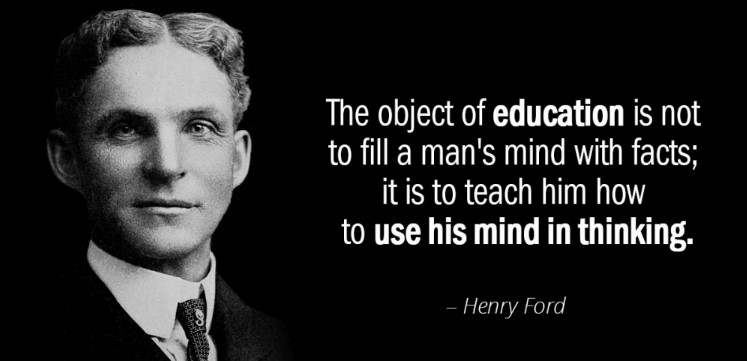 The object of education is not
to fill a man's mind with facts;
it is to teach him how
to use his mind in thinking.
– Henry Ford